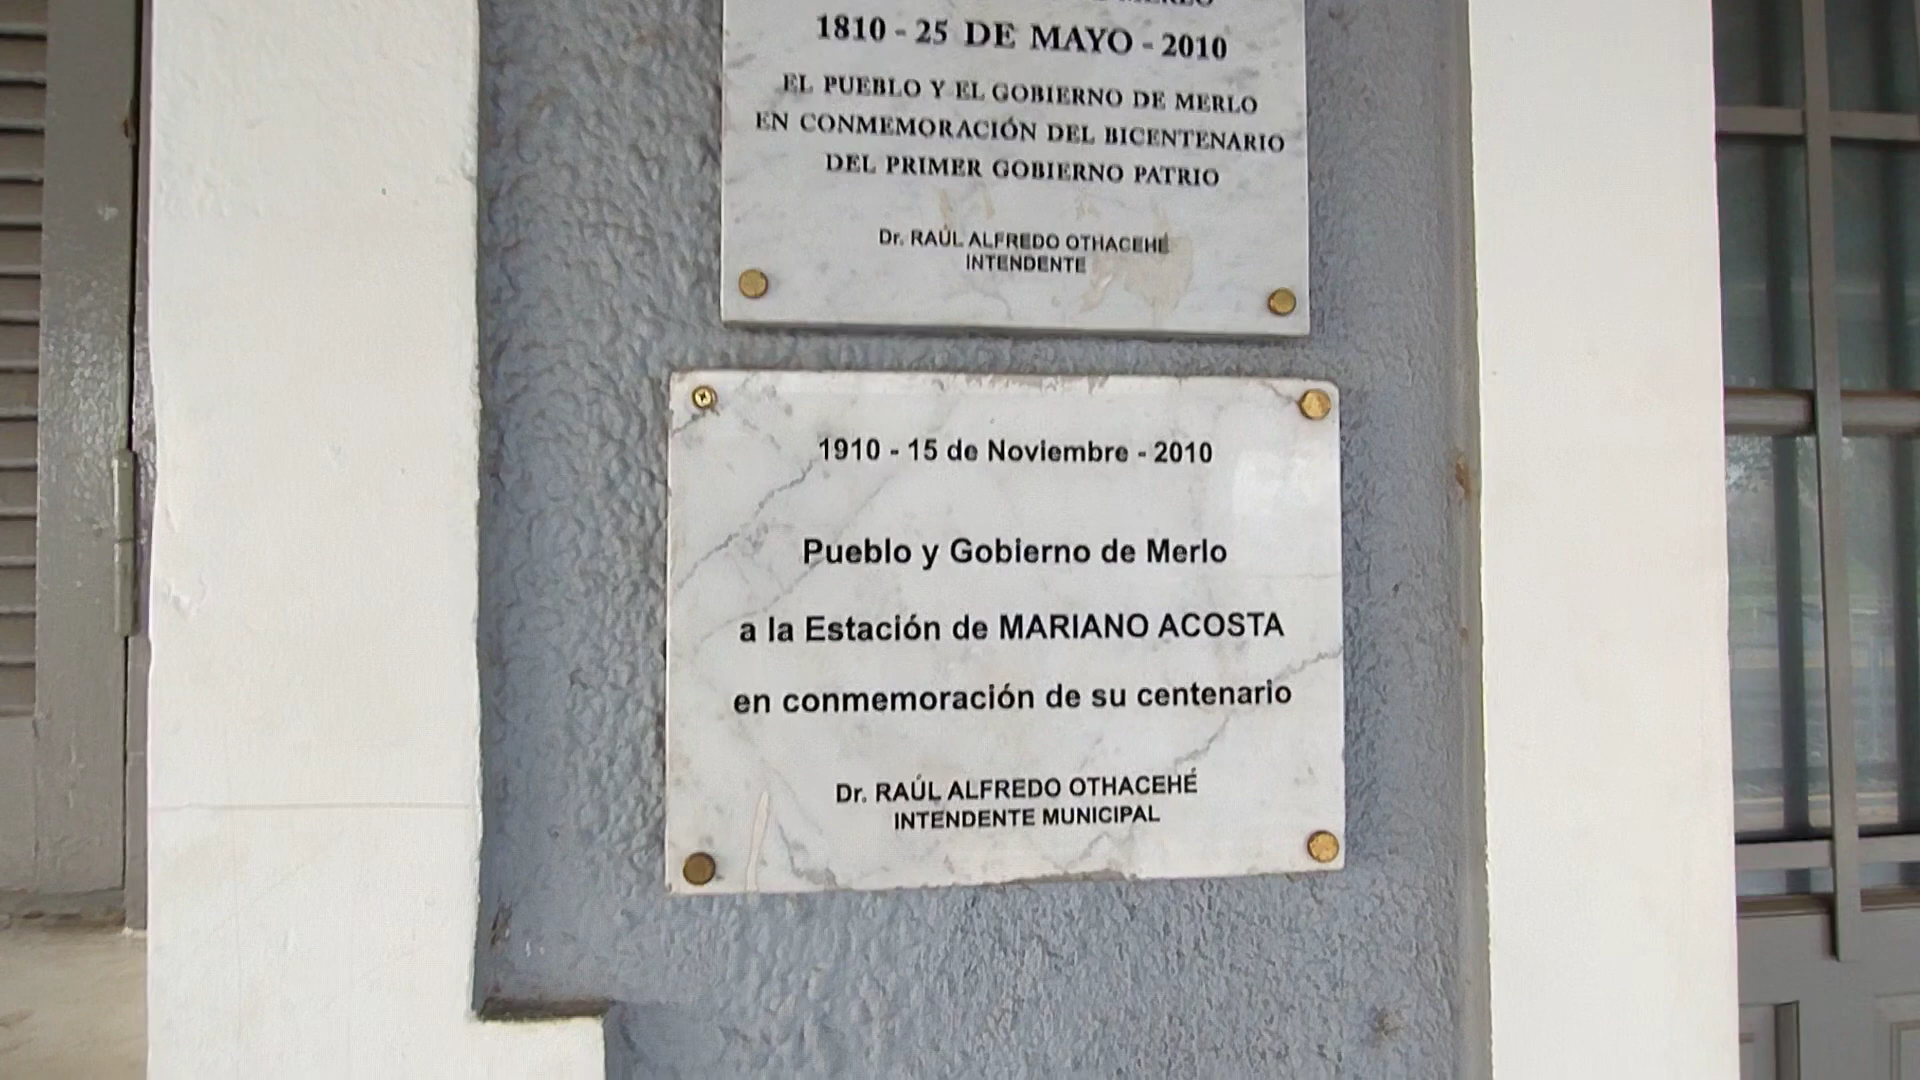 MERLO
1810 - 25 DE MAYO - 2010
EL PUEBLO Y EL GOBIERNO DE MERLO
EN CONMEMORACIÓN DEL BICENTENARIO
DEL PRIMER GOBIERNO PATRIO
Dr. RAÚL ALFREDO OTHACEHÉ
INTENDENTE
1910 - 15 de Noviembre - 2010
Pueblo y Gobierno de Merlo
a la Estación de MARIANO ACOSTA
en conmemoración de su centenario
Dr. RAÚL ALFREDO OTHACEHÉ
INTENDENTE MUNICIPAL